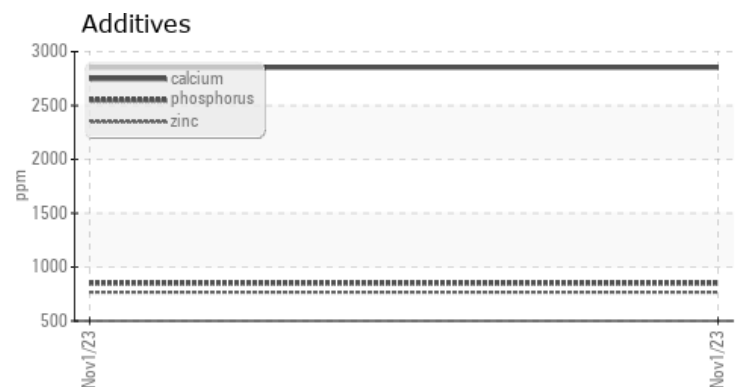 Additives
3000
2500
2000
1500
1000
500
ppm
calcium
phosphorus
zinc
Nov1/23
Nov1/23